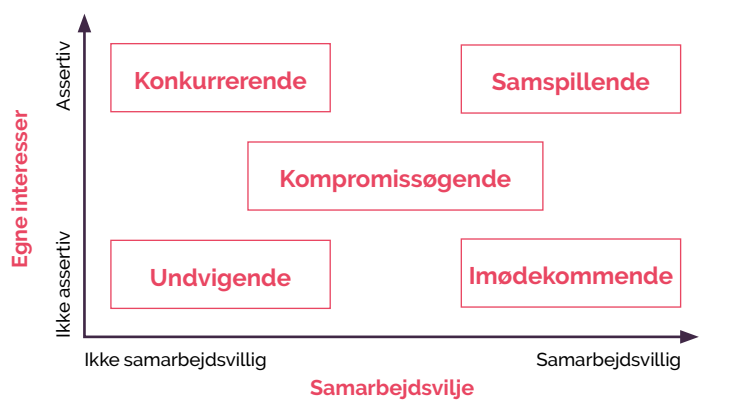 Egne interesser
Assertiv
Ikke assertiv
Konkurrerende
Samspillende
Kompromissøgende
Undvigende
Imødekommende
Ikke samarbejdsvillig
Samarbejdsvillig
Samarbejdsvilje